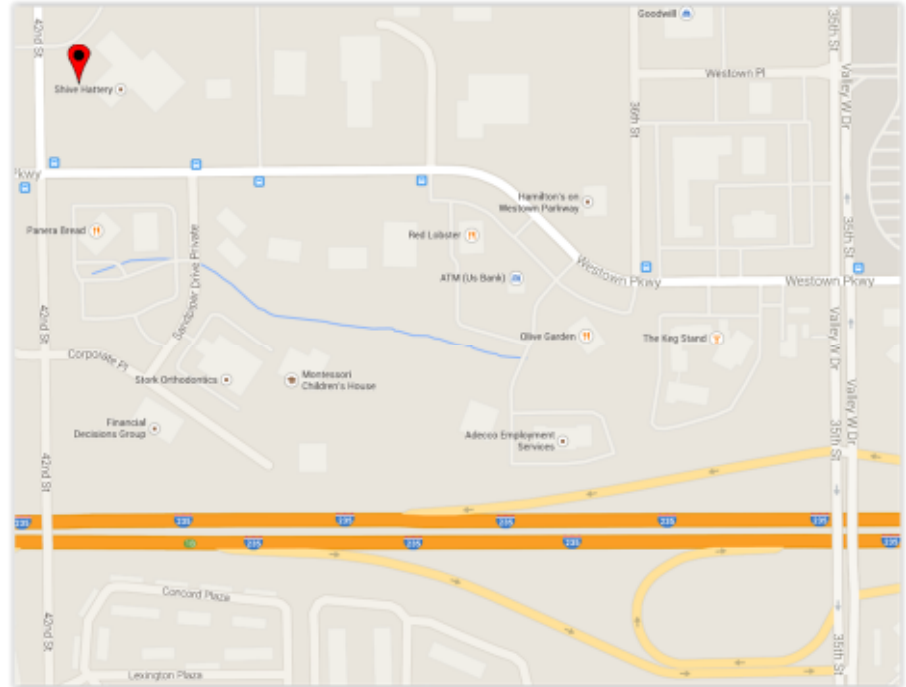 42nd St
Goodwill
35th St
Shive Hattery
Westown Pl
Valley W Dr
36th St
Pkwy
Hamilton's on
Westown Parkway
Panera Bread
Sandpiper Drive Private
Red Lobster
35th St
ATM (Us Bank)
Westown Pkwy
Westown Pkwy
42nd St
Corporate Pl
Olive Garden
The Keg Stand
Valley W Dr
Stork Orthodontics
Montessori
Children's House
Valley W Dr
Financial
Decisions Group
Adecco Employment
Services
35th St
42nd St
235
235
235
235
235
235
235
235
235
235
Concord Plaza
42nd St
35th St
Lexington Plaza